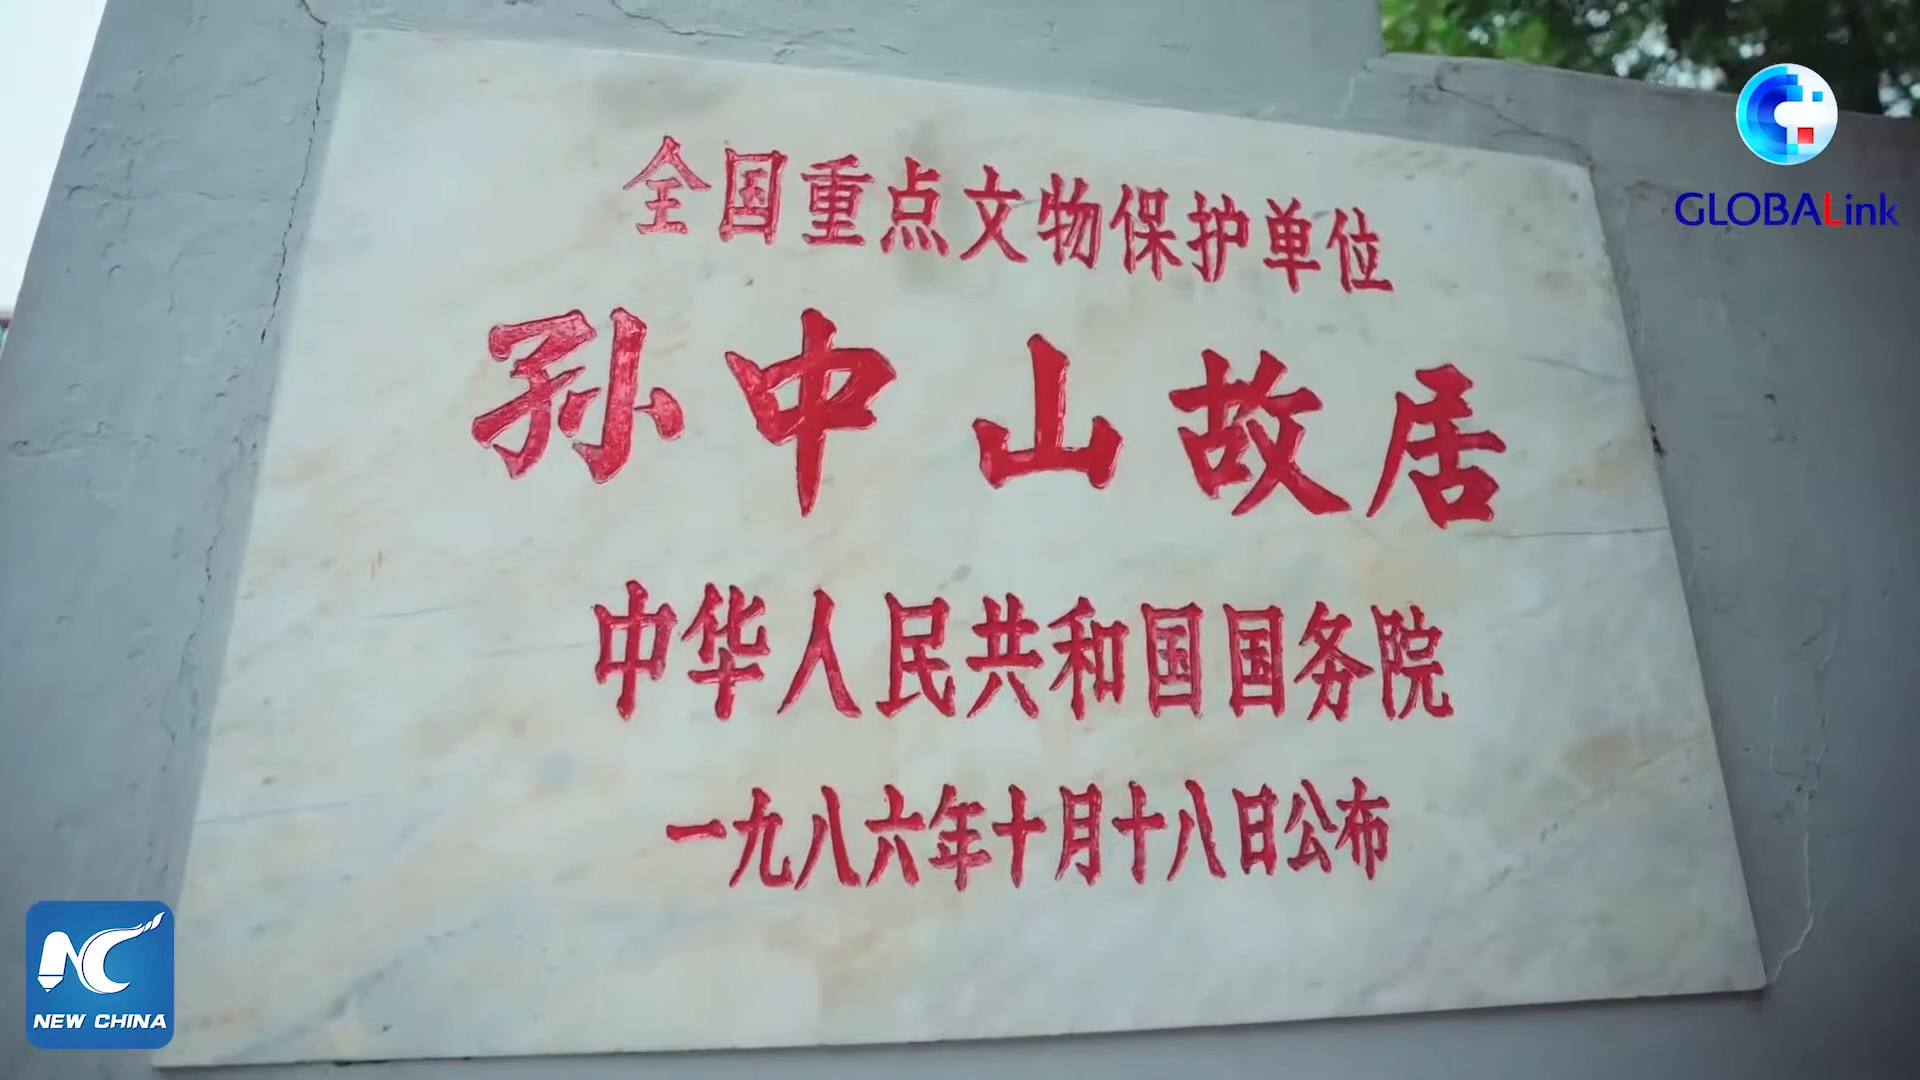 全国重点文物保护单位
孙中山故居
中华人民共和国国务院
一九八六年十月十八日公布
GLOBALink
NEW CHINA